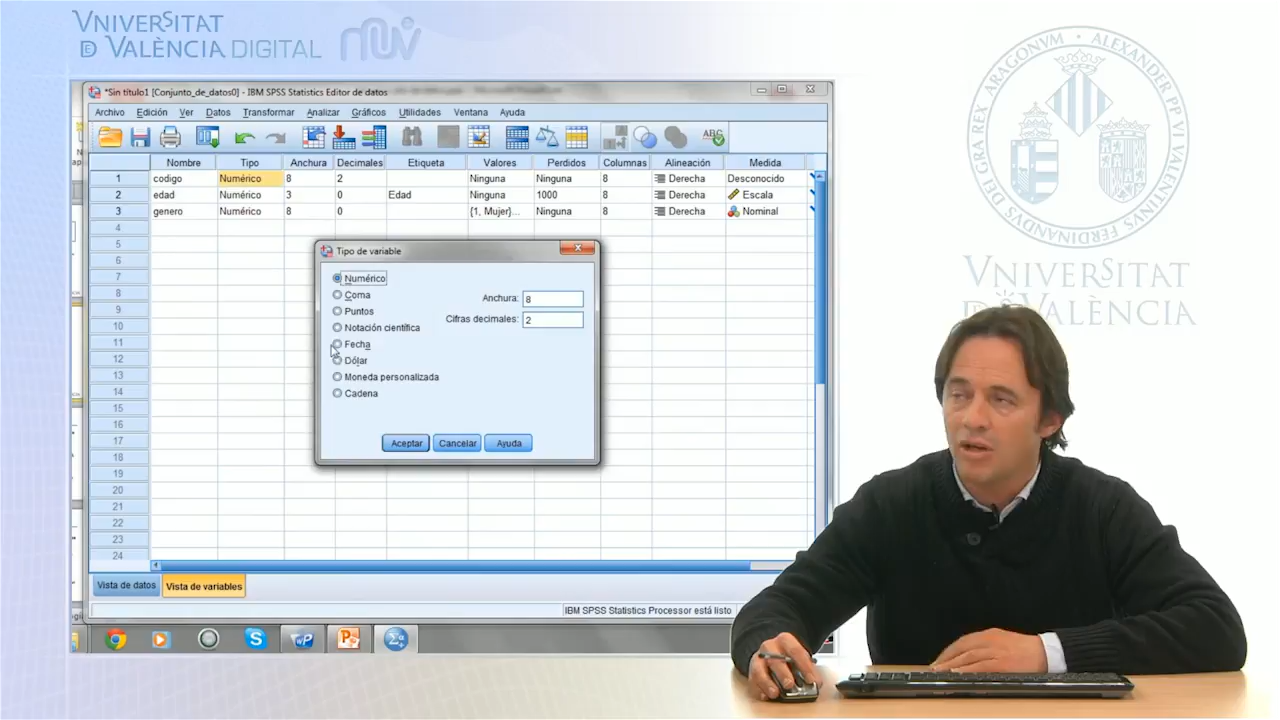 VNIVERSITAT
DE VALÈNCIA DIGITAL
*Sin título1 [Conjunto_de_datos0] - IBM SPSS Statistics Editor de datos
Archivo Edición Ver Datos Transformar Analizar Gráficos Utilidades Ventana Ayuda
Nombre Tipo Anchura Decimales Etiqueta Valores Perdidos Columnas Alineación Medida
1 codigo Numérico 8 2 Ninguna Ninguna 8 Derecha Desconocido
2 edad Numérico 3 0 Edad Ninguna 1000 8 Derecha Escala
3 genero Numérico 8 0 {1, Mujer}... Ninguna 8 Derecha Nominal
4
5
6
7
8
9
10
11
12
13
14
15
16
17
18
19
20
21
22
23
24
Tipo de variable
Numérico
Coma
Puntos
Notación científica
Fecha
Dólar
Moneda personalizada
Cadena
Anchura: 8
Cifras decimales: 2
Aceptar Cancelar Ayuda
Vista de datos Vista de variables
IBM SPSS Statistics Processor está listo
VNIVERSITAT
DE VALÈNCIA